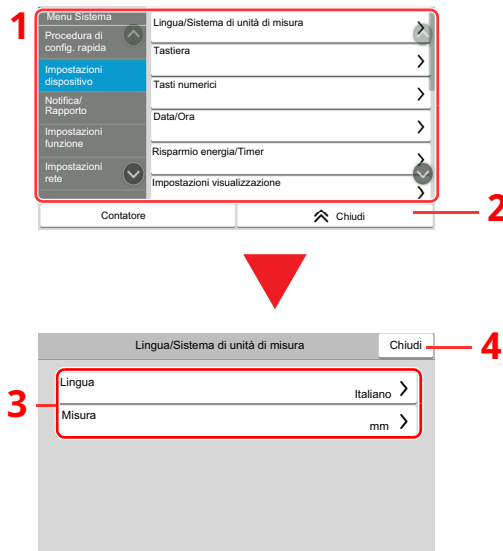 1
Menu Sistema
Procedura di
config. rapida
Impostazioni
dispositivo
Notifica/
Rapporto
Impostazioni
funzione
Impostazioni
rete
Lingua/Sistema di unità di misura
Tastiera
Tasti numerici
Data/Ora
Risparmio energia/Timer
Impostazioni visualizzazione
Contatore
Chiudi
2
Lingua/Sistema di unità di misura
Chiudi
4
3
Lingua
Italiano
Misura
mm